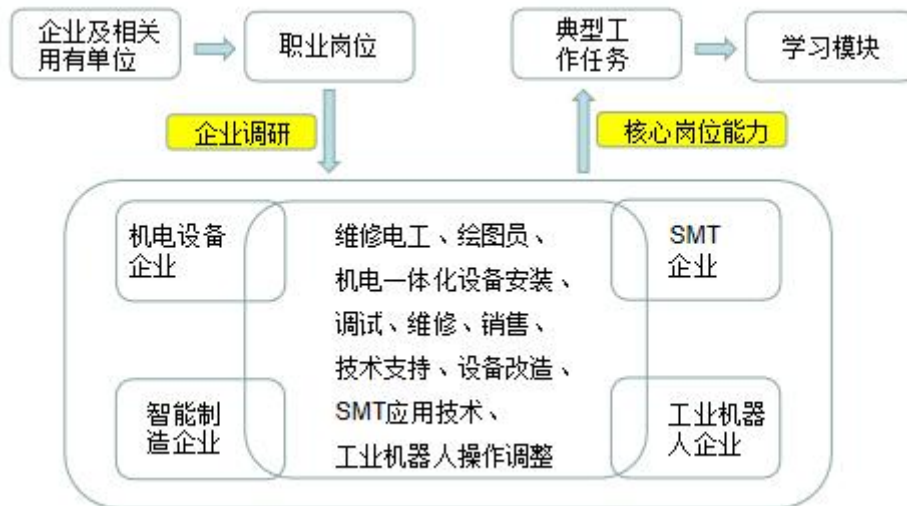 企业及相关
用有单位
职业岗位
典型工
作任务
学习模块
企业调研
核心岗位能力
机电设备
企业
维修电工、绘图员、
机电一体化设备安装、
调试、维修、销售、
技术支持、设备改造、
SMT应用技术、
工业机器人操作调整
SMT
企业
智能制
造企业
工业机器
人企业